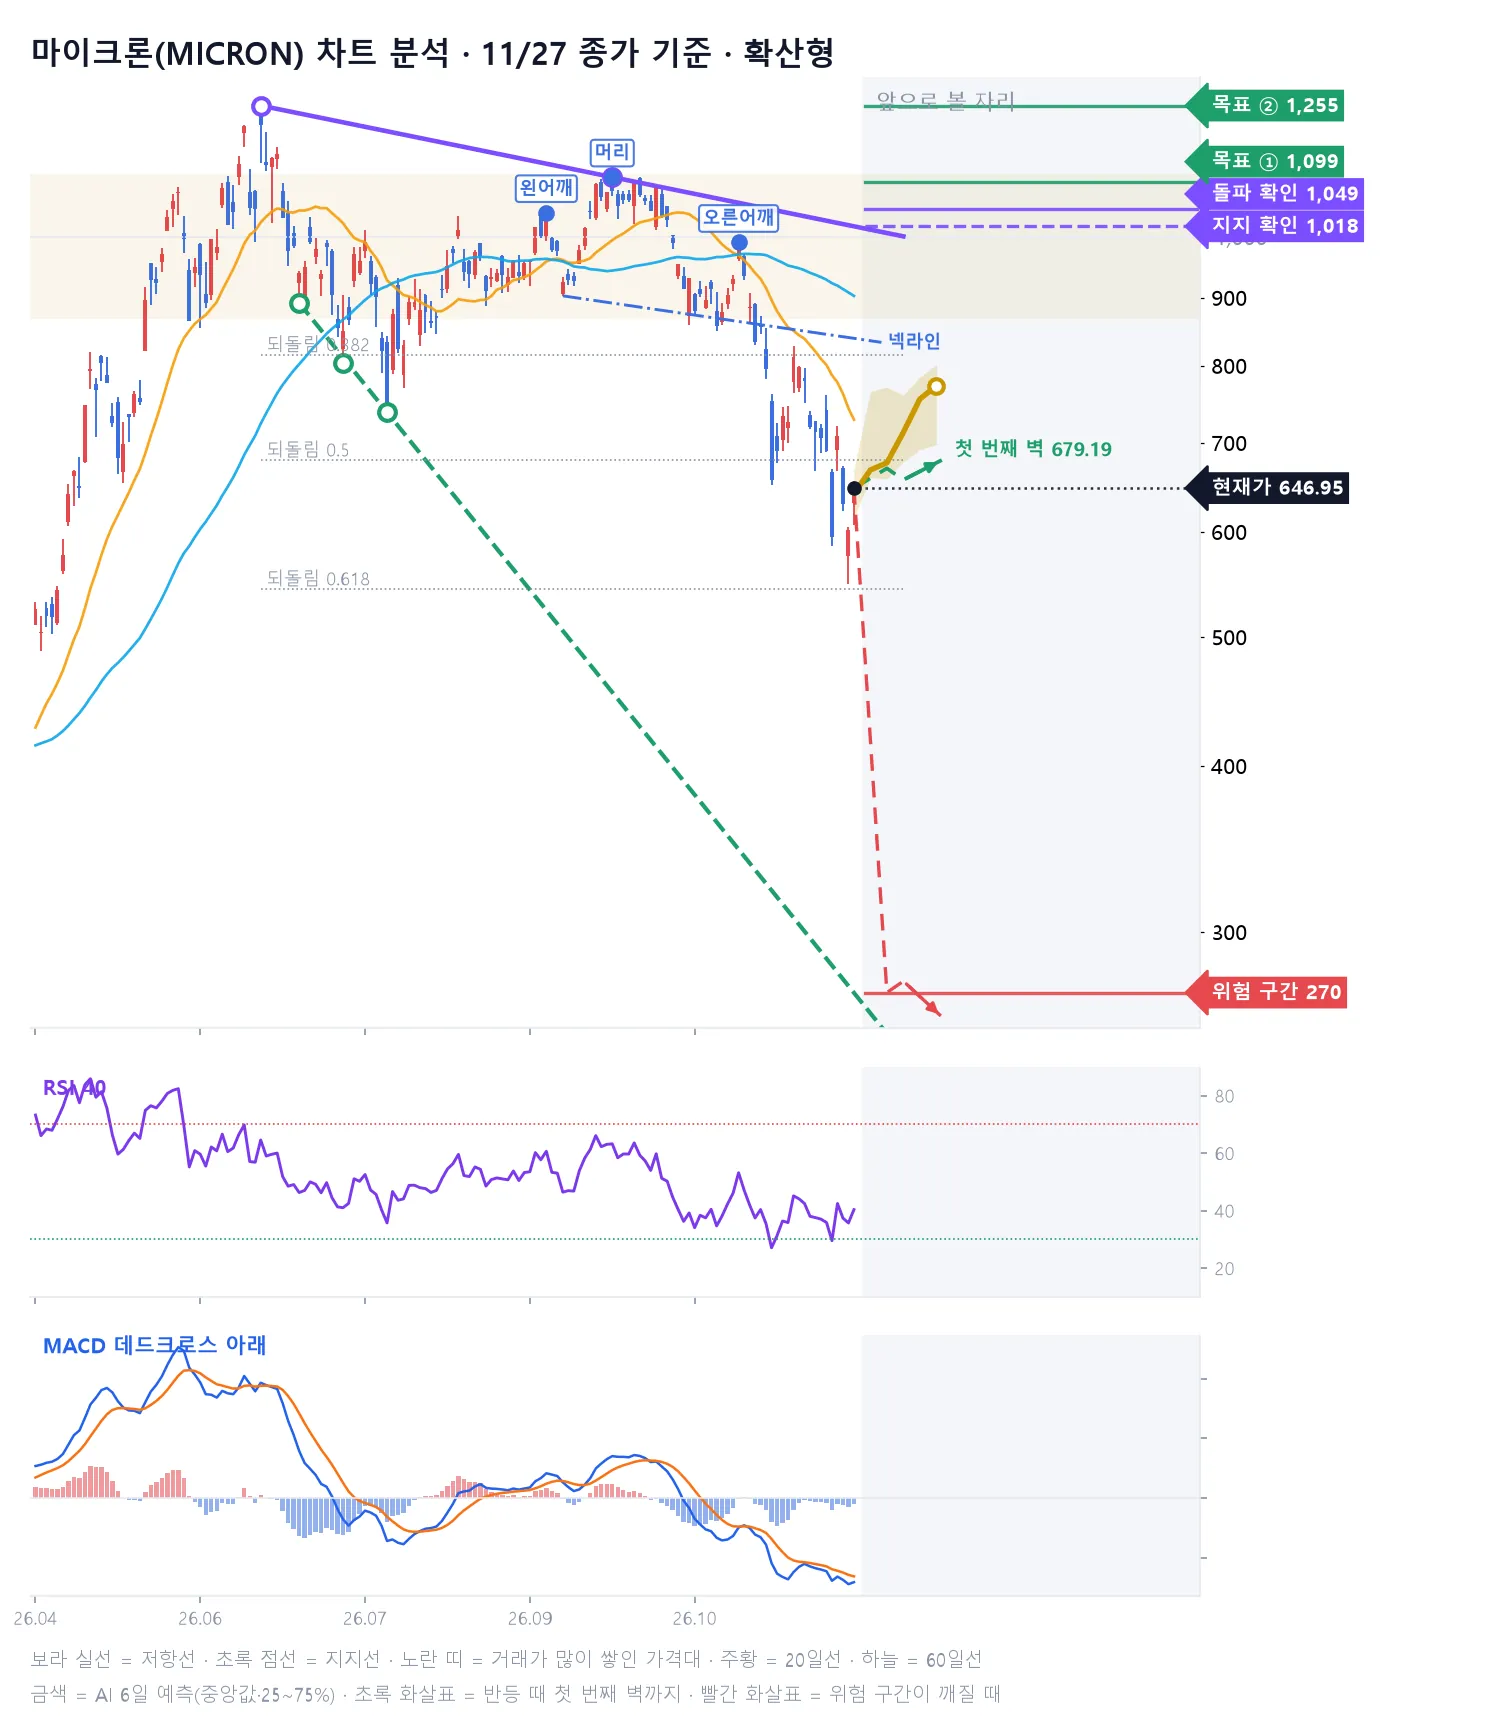 마이크론(MICRON) 차트 분석 · 11/27 종가 기준 · 확산형
앞으로 볼 자리
목표 ② 1,255
목표 ① 1,099
돌파 확인 1,049
지지 확인 1,018
1,000
머리
왼어깨
오른어깨
900
넥라인
되돌림 0.382
800
첫 번째 벽 679.19
되돌림 0.5
700
현재가 646.95
600
되돌림 0.618
500
400
300
위험 구간 270
RSI 40
80
60
40
20
MACD 데드크로스 아래
26.04
26.06
26.07
26.09
26.10
보라 실선 = 저항선 · 초록 점선 = 지지선 · 노란 띠 = 거래가 많이 쌓인 가격대 · 주황 = 20일선 · 하늘 = 60일선
금색 = AI 6일 예측(중앙값·25~75%) · 초록 화살표 = 반등 때 첫 번째 벽까지 · 빨간 화살표 = 위험 구간이 깨질 때